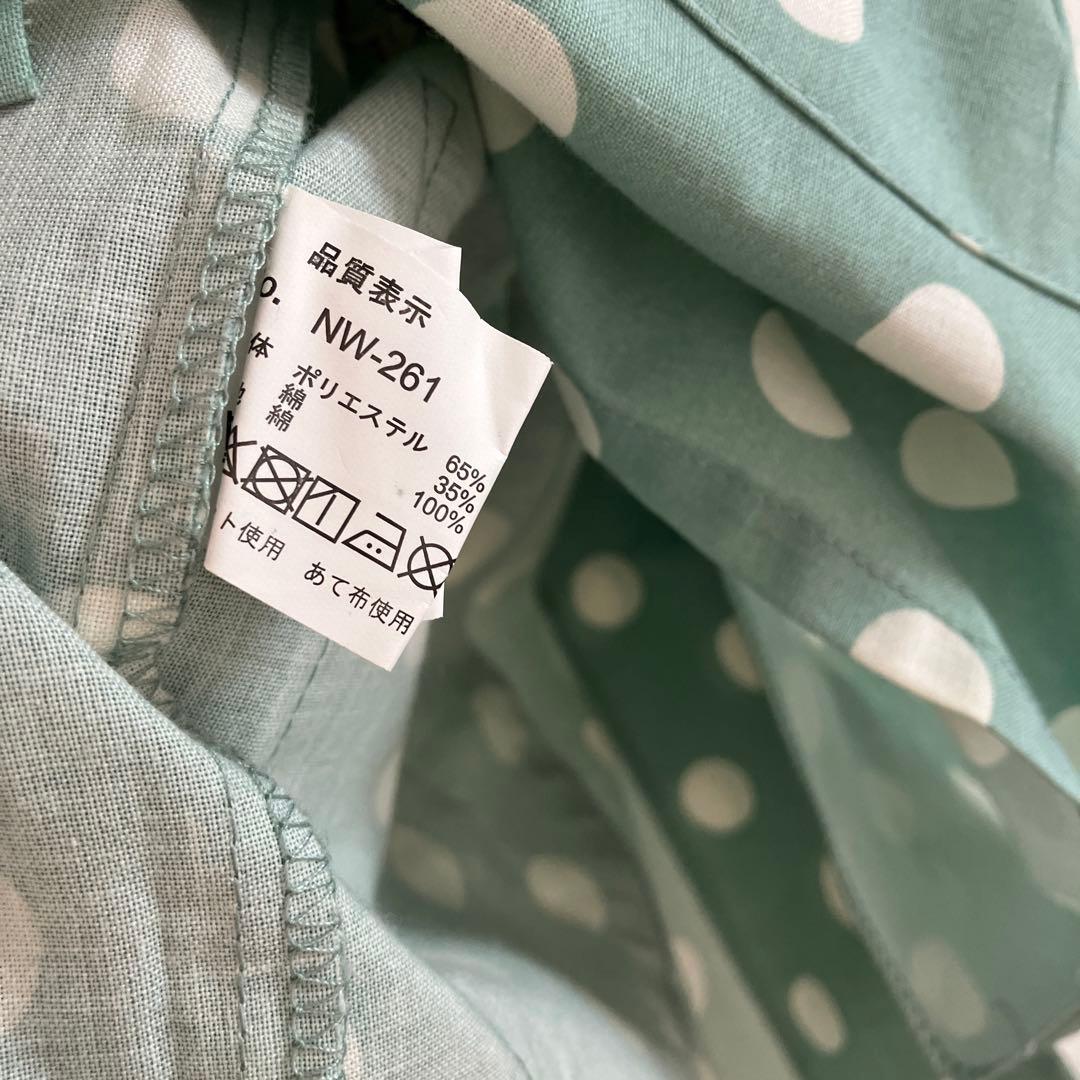 品質表示
o. NW-261
体 ポリエステル 65%
綿 35%
綿 100%
ト使用 あて布使用